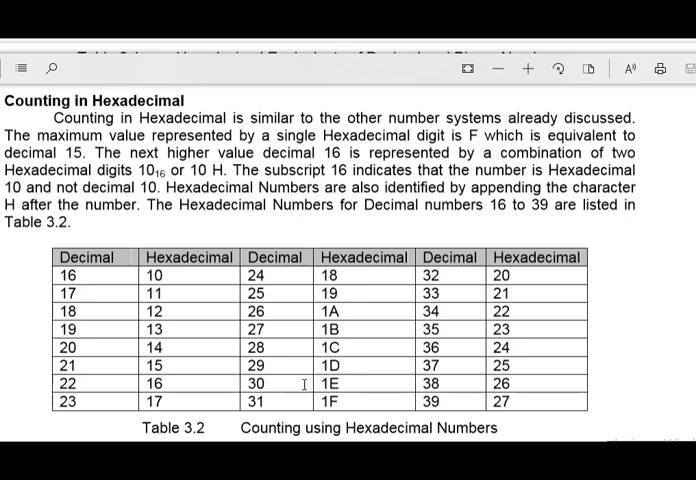 Counting in Hexadecimal
Counting in Hexadecimal is similar to the other number systems already discussed.
The maximum value represented by a single Hexadecimal digit is F which is equivalent to
decimal 15. The next higher value decimal 16 is represented by a combination of two
Hexadecimal digits 10₁₆ or 10 H. The subscript 16 indicates that the number is Hexadecimal
10 and not decimal 10. Hexadecimal Numbers are also identified by appending the character
H after the number. The Hexadecimal Numbers for Decimal numbers 16 to 39 are listed in
Table 3.2.
Decimal Hexadecimal Decimal Hexadecimal Decimal Hexadecimal
16 10 24 18 32 20
17 11 25 19 33 21
18 12 26 1A 34 22
19 13 27 1B 35 23
20 14 28 1C 36 24
21 15 29 1D 37 25
22 16 30 1E 38 26
23 17 31 1F 39 27
Table 3.2 Counting using Hexadecimal Numbers